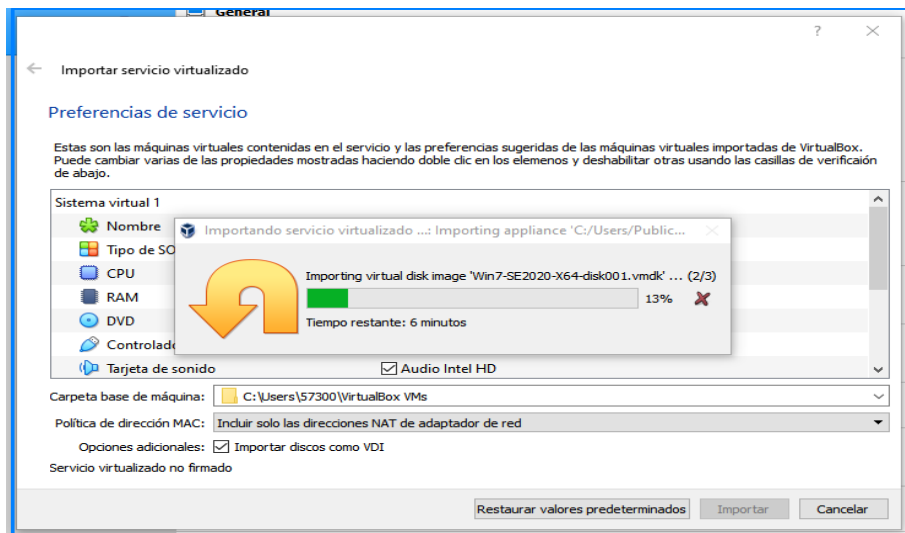 General
?
Importar servicio virtualizado
Preferencias de servicio
Estas son las máquinas virtuales contenidas en el servicio y las preferencias sugeridas de las máquinas virtuales importadas de VirtualBox.
Puede cambiar varias de las propiedades mostradas haciendo doble clic en los elemenos y deshabilitar otras usando las casillas de verificaión
de abajo.
Sistema virtual 1
Nombre
Importando servicio virtualizado ...: Importing appliance 'C:/Users/Public...
Tipo de SO
CPU
Importing virtual disk image 'Win7-SE2020-X64-disk001.vmdk' ... (2/3)
RAM
13%
DVD
Tiempo restante: 6 minutos
Controlado
Tarjeta de sonido
Audio Intel HD
Carpeta base de máquina: C:\Users\57300\VirtualBox VMs
Política de dirección MAC: Incluir solo las direcciones NAT de adaptador de red
Opciones adicionales: Importar discos como VDI
Servicio virtualizado no firmado
Restaurar valores predeterminados Importar Cancelar